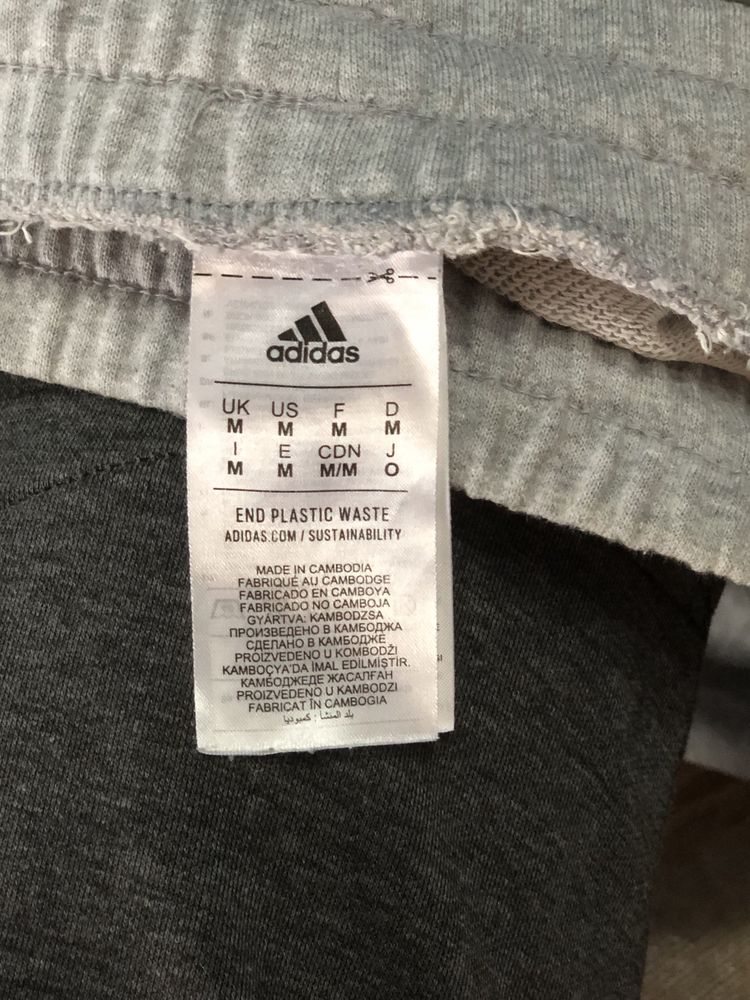 adidas
UK US F D
M M M M
I E CDN J
M M M/M O
END PLASTIC WASTE
ADIDAS.COM / SUSTAINABILITY
MADE IN CAMBODIA
FABRIQUÉ AU CAMBODGE
FABRICADO EN CAMBOYA
FABRICADO NO CAMBOJA
GYÁRTVA: KAMBODZSA
ПРОИЗВЕДЕНО В КАМБОДЖА
СДЕЛАНО В КАМБОДЖЕ
PROIZVEDENO U KOMBODŽI
KAMBOÇYA'DA İMAL EDİLMİŞTİR.
КАМБОДЖЕДЕ ЖАСАЛҒАН
PROIZVEDENO U KAMBODZI
FABRICAT ÎN CAMBOGIA
بلد المنشأ : كمبوديا